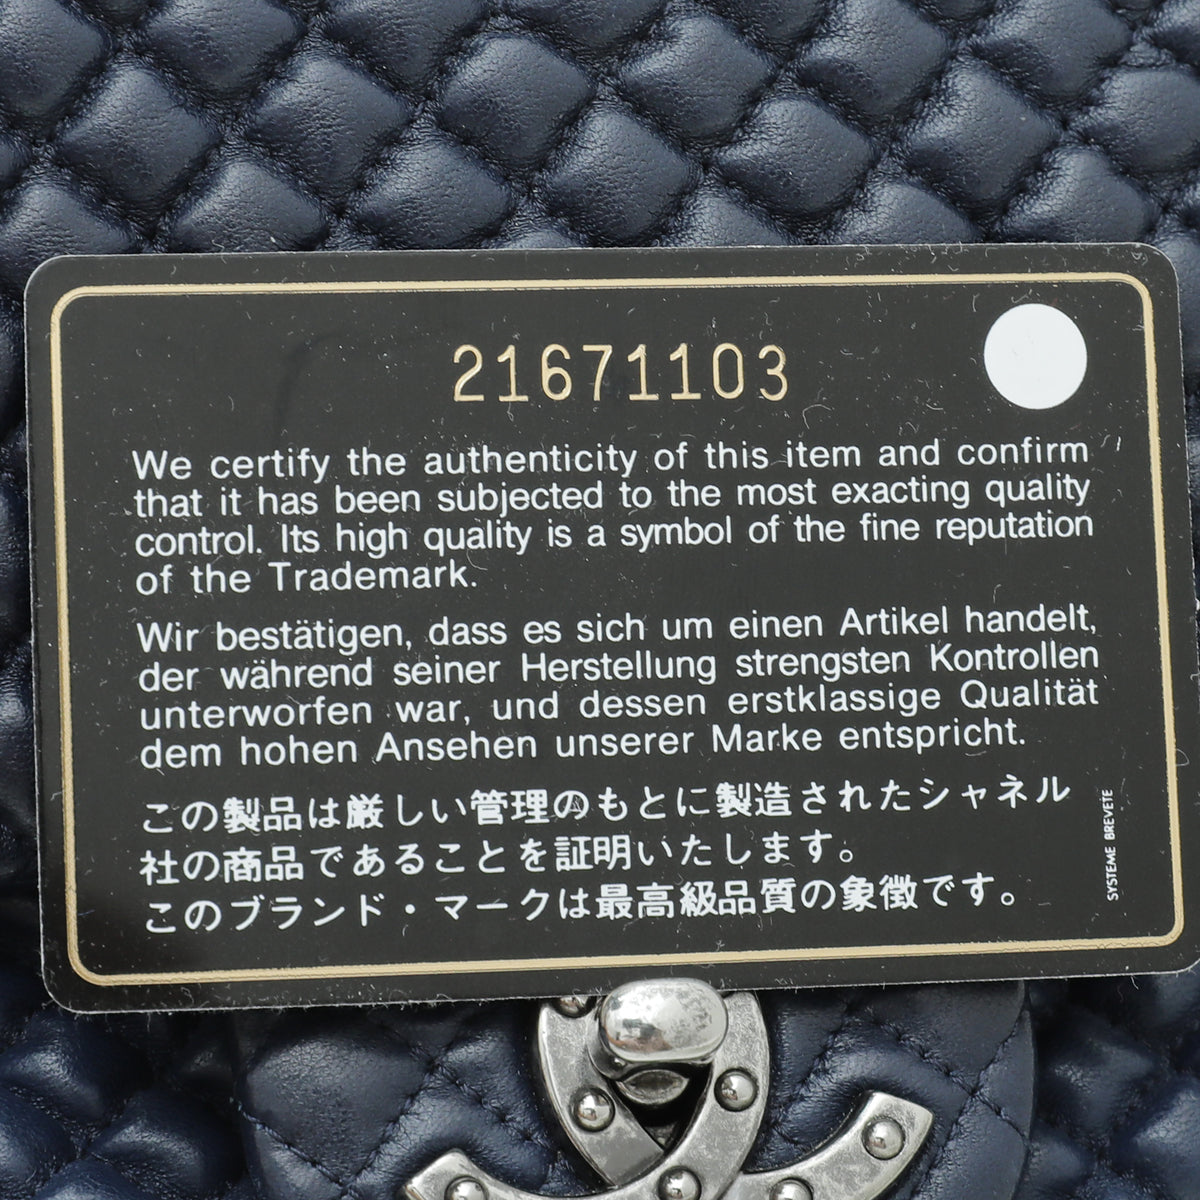 21671103
We certify the authenticity of this item and confirm
that it has been subjected to the most exacting quality
control. Its high quality is a symbol of the fine reputation
of the Trademark.
Wir bestätigen, dass es sich um einen Artikel handelt,
der während seiner Herstellung strengsten Kontrollen
unterworfen war, und dessen erstklassige Qualität
dem hohen Ansehen unserer Marke entspricht.
この製品は厳しい管理のもとに製造されたシャネル
社の商品であることを証明いたします。
このブランド・マークは最高級品質の象徴です。
SYSTEME BREVETE